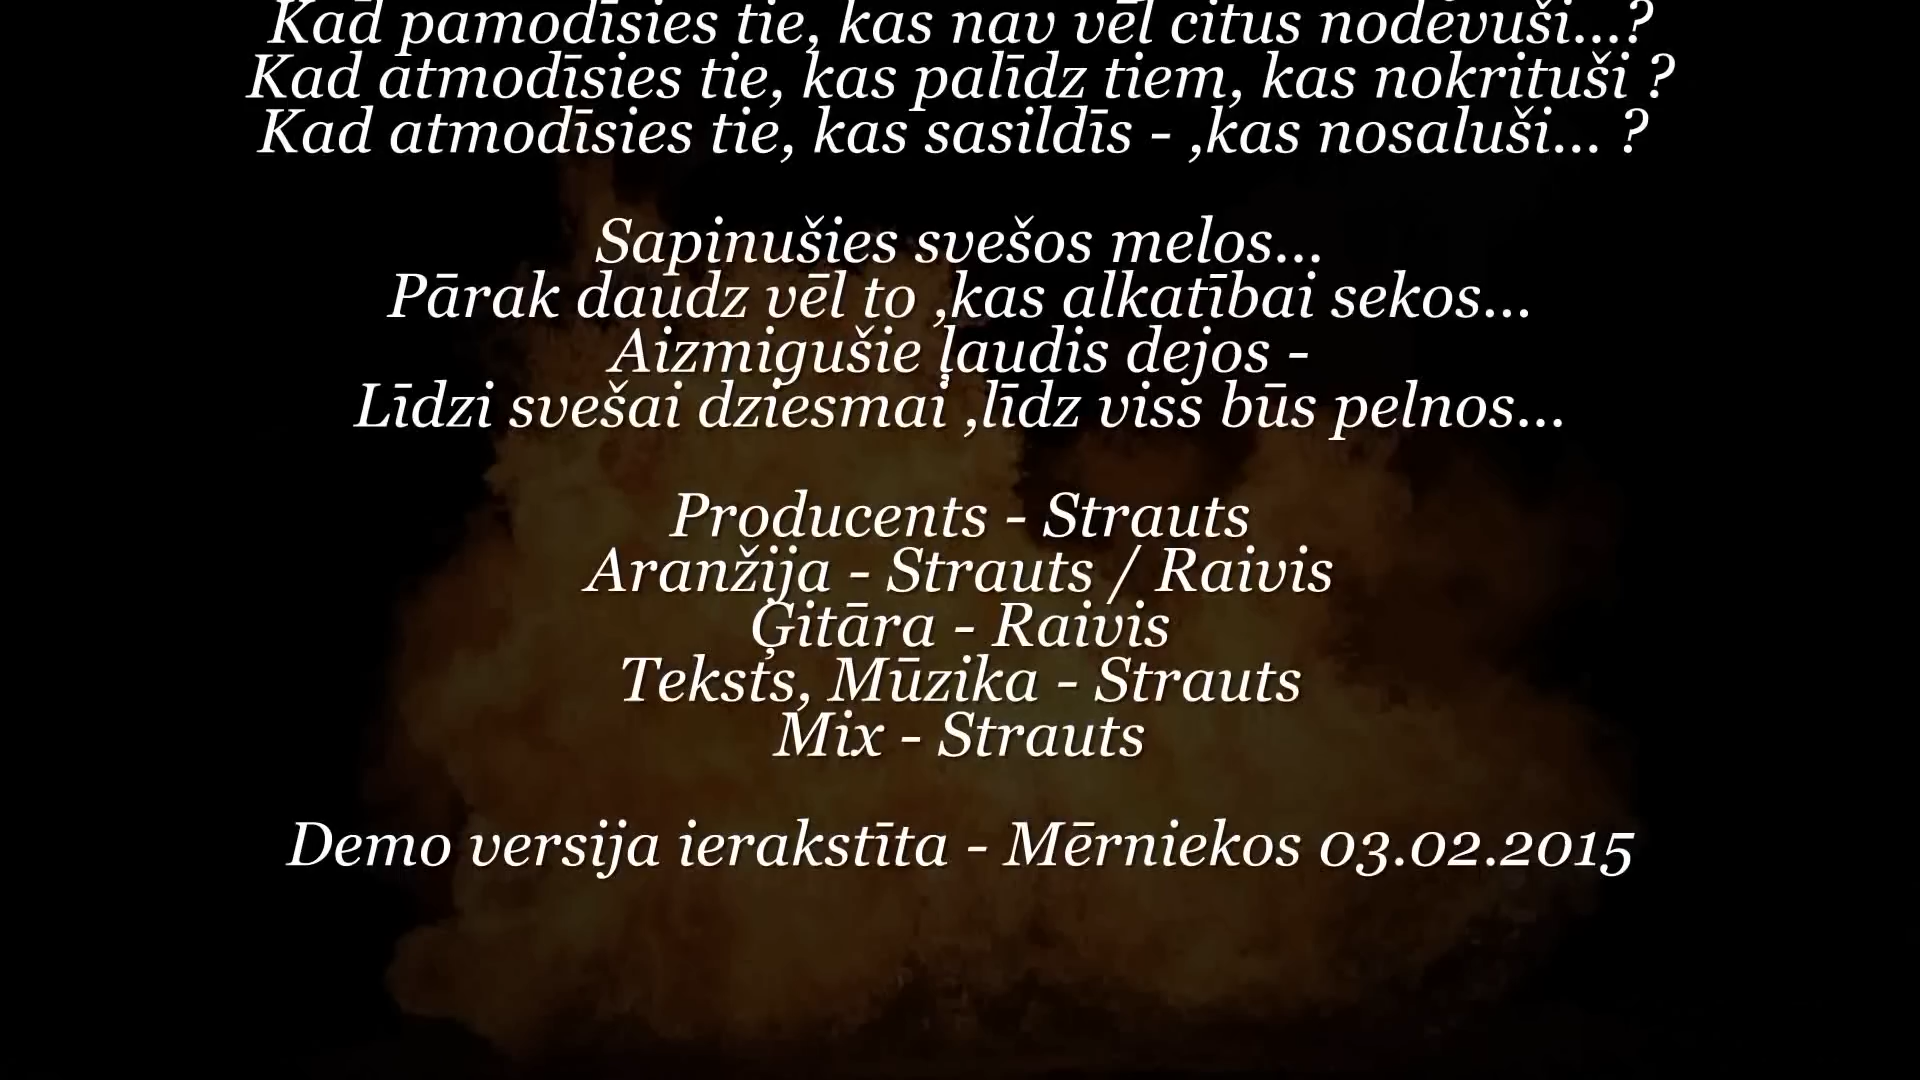 Kad pamodīsies tie, kas nav vēl citus nodevuši...?
Kad atmodīsies tie, kas palīdz tiem, kas nokrituši ?
Kad atmodīsies tie, kas sasildīs - ,kas nosaluši... ?
Sapinušies svešos melos...
Pārak daudz vēl to ,kas alkatībai sekos...
Aizmigušie ļaudis dejos -
Līdzi svešai dziesmai ,līdz viss būs pelnos...
Producents - Strauts
Aranžija - Strauts / Raivis
Ģitāra - Raivis
Teksts, Mūzika - Strauts
Mix - Strauts
Demo versija ierakstīta - Mērniekos 03.02.2015